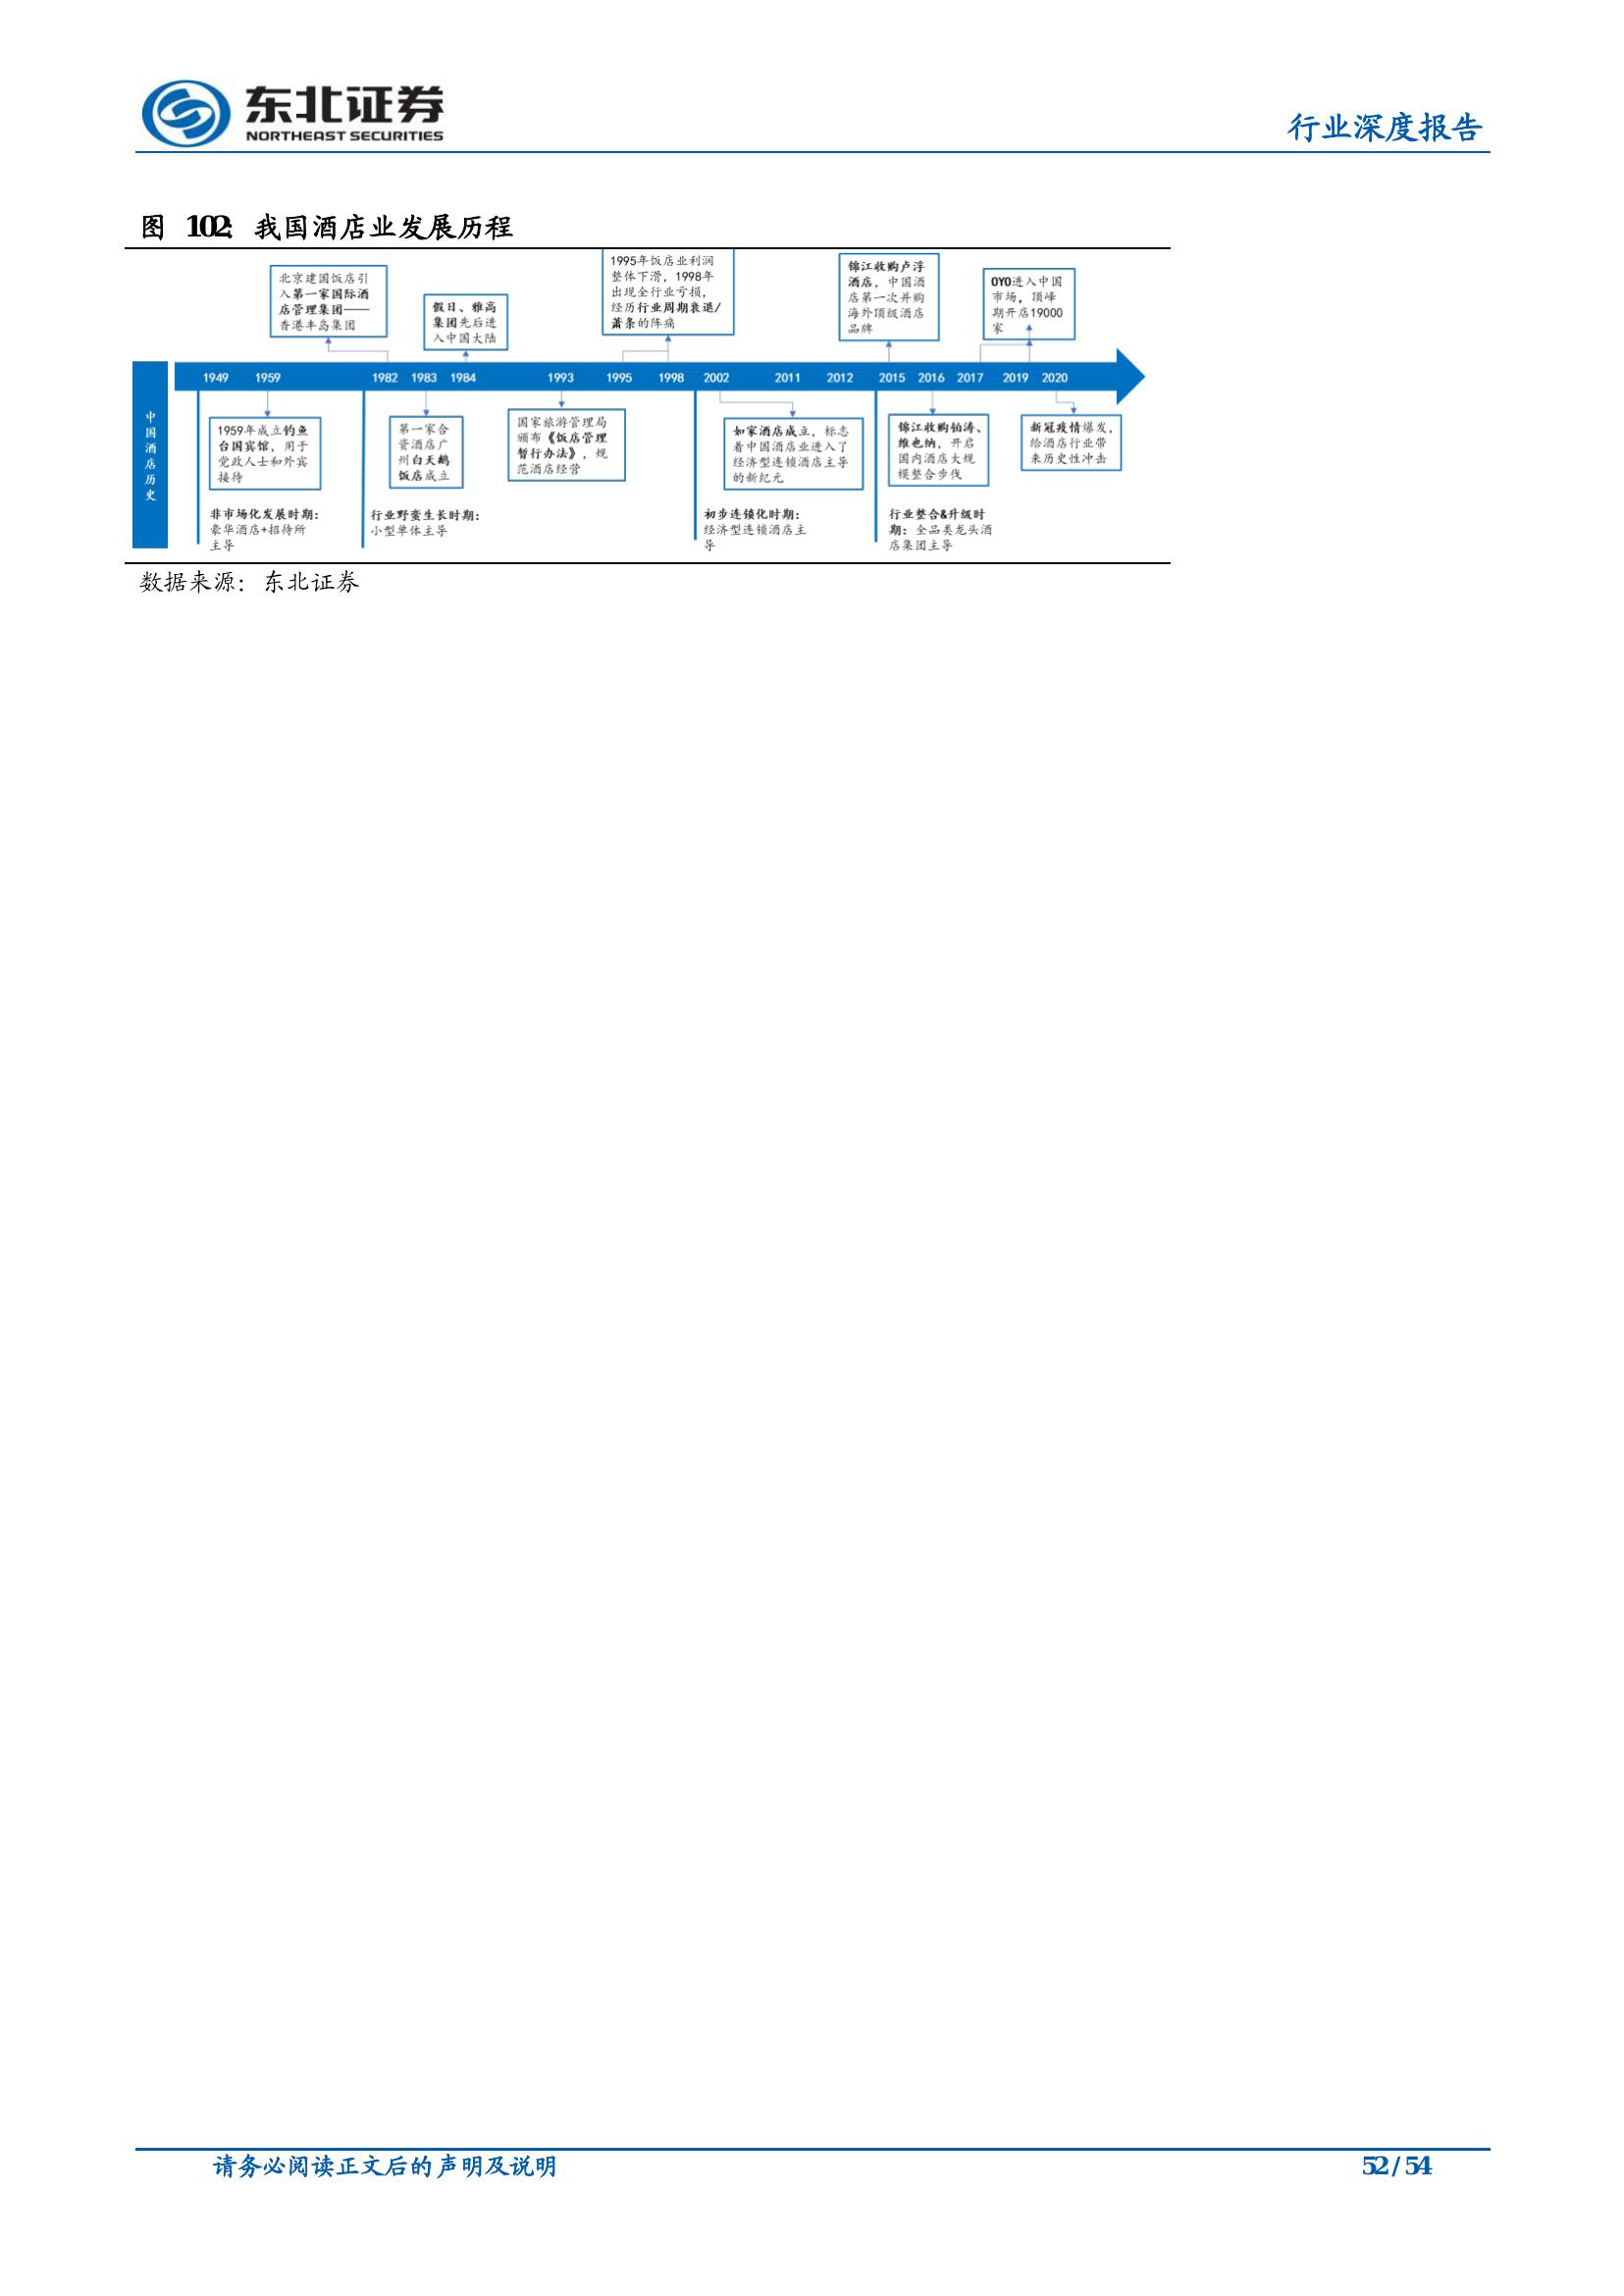 东北证券
NORTHEAST SECURITIES
行业深度报告
图 102：我国酒店业发展历程
北京建国饭店引
入第一家国际酒
店管理集团——
香港半岛集团
假日、雅高
集团先后进
入中国大陆
1995年饭店业利润
整体下滑，1998年
出现全行业亏损，
经历行业周期衰退/
萧条的阵痛
锦江收购卢浮
酒店，中国酒
店第一次并购
海外顶级酒店
品牌
OYO进入中国
市场，顶峰
期开店19000
家
中国酒店历史
1949 1959 1982 1983 1984 1993 1995 1998 2002 2011 2012 2015 2016 2017 2019 2020
1959年成立钓鱼
台国宾馆，用于
党政人士和外宾
接待
第一家合
资酒店广
州白天鹅
饭店成立
国家旅游管理局
颁布《饭店管理
暂行办法》，规
范酒店经营
如家酒店成立，标志
着中国酒店业进入了
经济型连锁酒店主导
的新纪元
锦江收购铂涛、
维也纳，开启
国内酒店大规
模整合步伐
新冠疫情爆发，
给酒店行业带
来历史性冲击
非市场化发展时期：
豪华酒店+招待所
主导
行业野蛮生长时期：
小型单体主导
初步连锁化时期：
经济型连锁酒店主
导
行业整合&升级时
期：全品类龙头酒
店集团主导
数据来源：东北证券
请务必阅读正文后的声明及说明
52 / 54